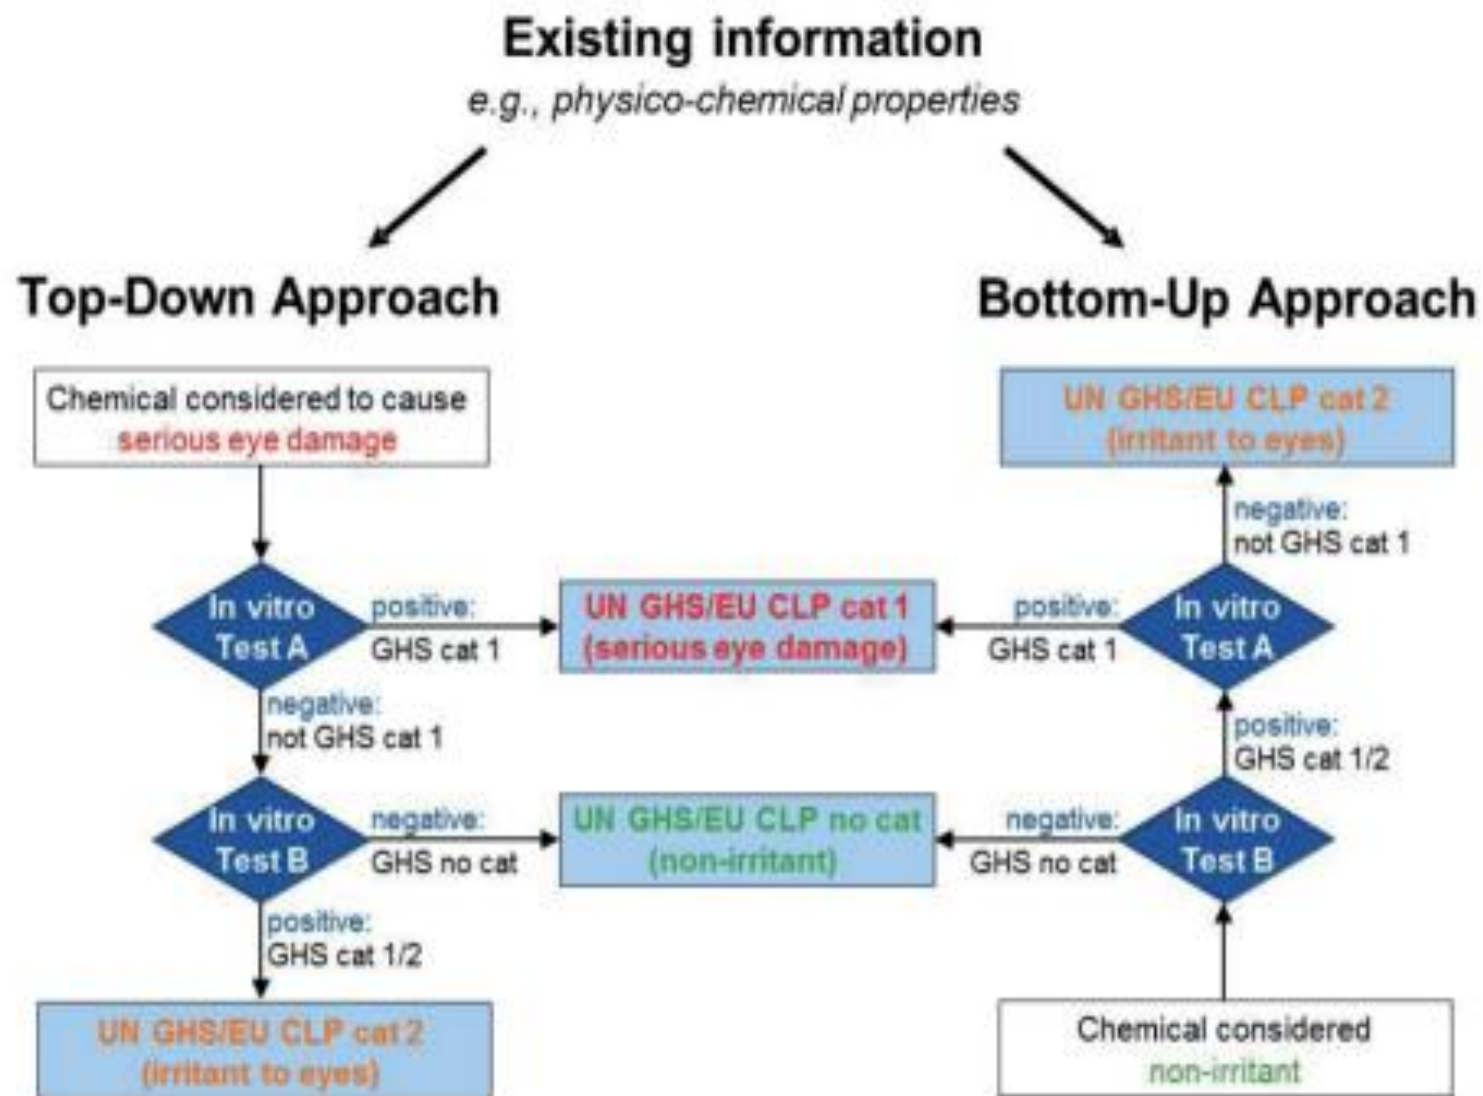 Existing information
e.g., physico-chemical properties
Top-Down Approach
Bottom-Up Approach
Chemical considered to cause
serious eye damage
UN GHS/EU CLP cat 2
(irritant to eyes)
negative:
not GHS cat 1
In vitro
Test A
positive:
GHS cat 1
UN GHS/EU CLP cat 1
(serious eye damage)
positive:
GHS cat 1
In vitro
Test A
negative:
not GHS cat 1
positive:
GHS cat 1/2
In vitro
Test B
negative:
GHS no cat
UN GHS/EU CLP no cat
(non-irritant)
negative:
GHS no cat
In vitro
Test B
positive:
GHS cat 1/2
UN GHS/EU CLP cat 2
(irritant to eyes)
Chemical considered
non-irritant